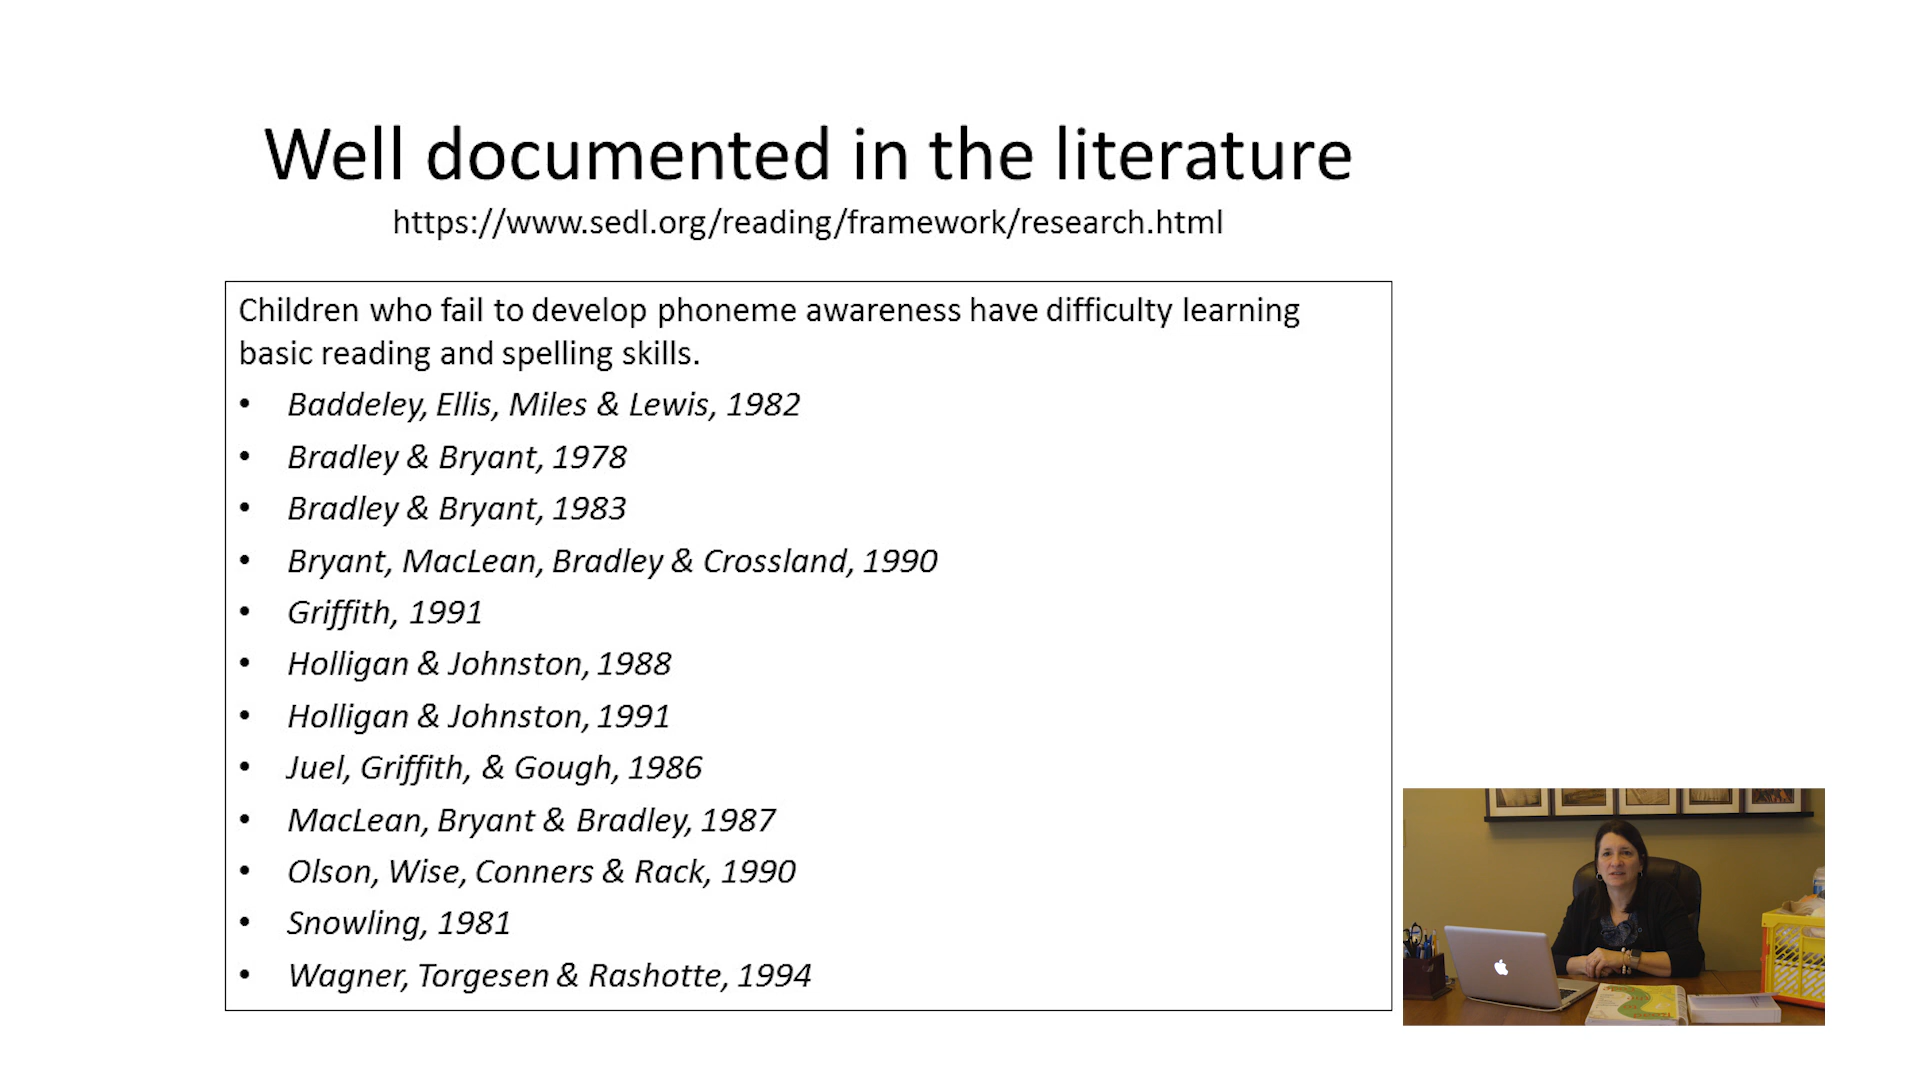 Well documented in the literature
https://www.sedl.org/reading/framework/research.html
Children who fail to develop phoneme awareness have difficulty learning
basic reading and spelling skills.
• Baddeley, Ellis, Miles & Lewis, 1982
• Bradley & Bryant, 1978
• Bradley & Bryant, 1983
• Bryant, MacLean, Bradley & Crossland, 1990
• Griffith, 1991
• Holligan & Johnston, 1988
• Holligan & Johnston, 1991
• Juel, Griffith, & Gough, 1986
• MacLean, Bryant & Bradley, 1987
• Olson, Wise, Conners & Rack, 1990
• Snowling, 1981
• Wagner, Torgesen & Rashotte, 1994